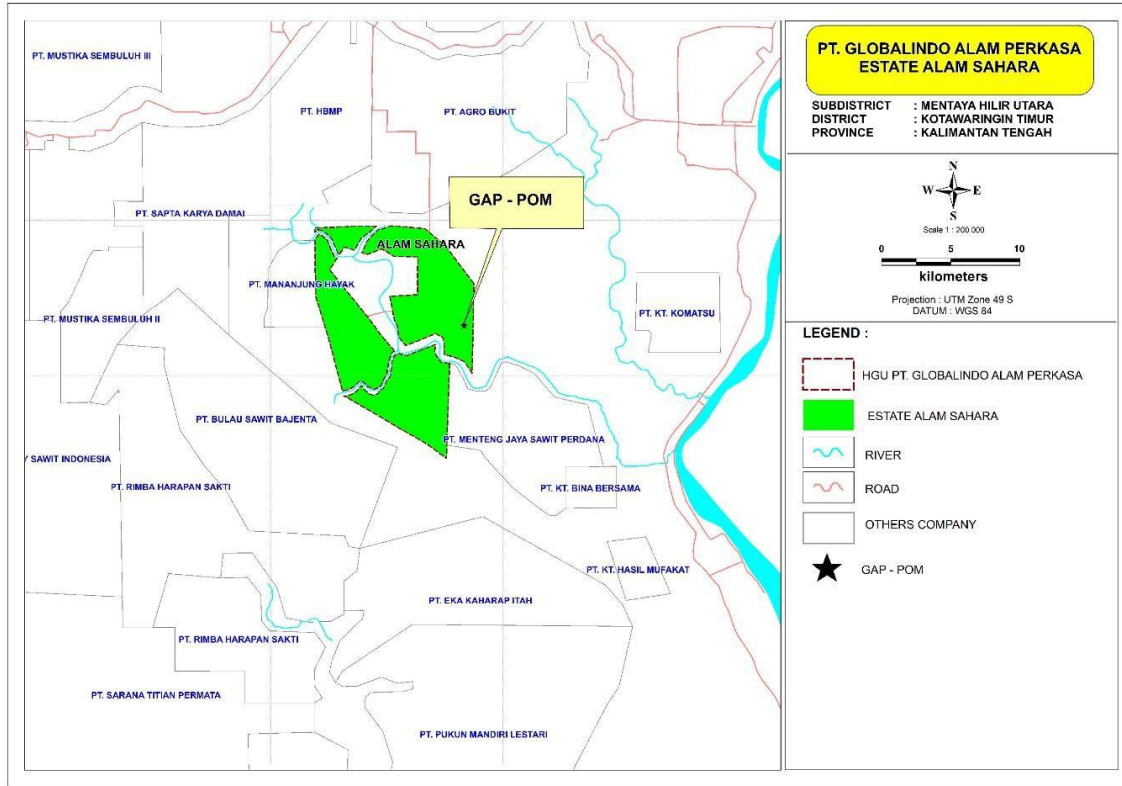 PT. MUSTIKA SEMBULUH III
PT. HBMP
PT. AGRO BUKIT
GAP - POM
PT. SAPTA KARYA DAMAI
ALAM SAHARA
PT. MANANJUNG HAYAK
PT. MUSTIKA SEMBULUH II
PT. KT. KOMATSU
PT. BULAU SAWIT BAJENTA
PT. MENTENG JAYA SAWIT PERDANA
SAWIT INDONESIA
PT. RIMBA HARAPAN SAKTI
PT. KT. BINA BERSAMA
PT. KT. HASIL MUFAKAT
PT. EKA KAHARAP ITAH
PT. RIMBA HARAPAN SAKTI
PT. SARANA TITIAN PERMATA
PT. PUKUN MANDIRI LESTARI
PT. GLOBALINDO ALAM PERKASA
ESTATE ALAM SAHARA
SUBDISTRICT : MENTAYA HILIR UTARA
DISTRICT : KOTAWARINGIN TIMUR
PROVINCE : KALIMANTAN TENGAH
N
W E
S
Scale 1 : 200.000
0 5 10
kilometers
Projection : UTM Zone 49 S
DATUM : WGS 84
LEGEND :
HGU PT. GLOBALINDO ALAM PERKASA
ESTATE ALAM SAHARA
RIVER
ROAD
OTHERS COMPANY
GAP - POM